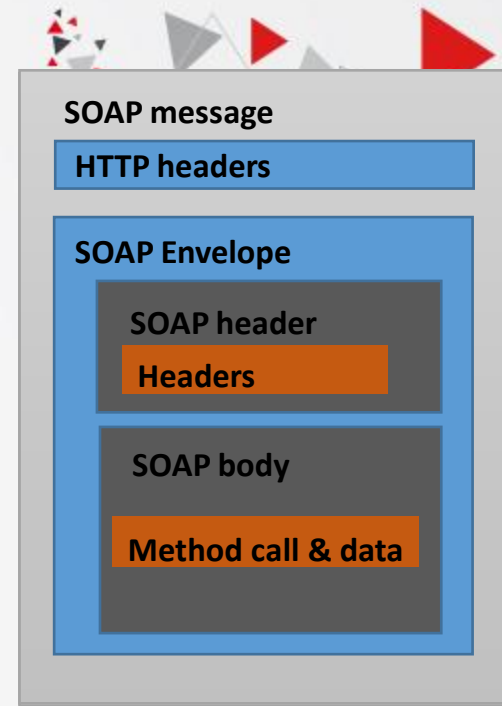 SOAP message
HTTP headers
SOAP Envelope
SOAP header
Headers
SOAP body
Method call & data